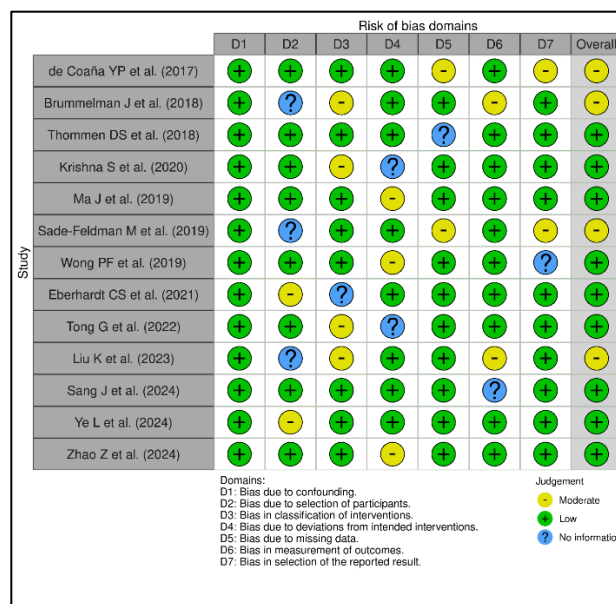 Risk of bias domains
D1 D2 D3 D4 D5 D6 D7 Overall
Study
de Coaña YP et al. (2017) + + + + - + - -
Brummelman J et al. (2018) + ? - + + - + -
Thommen DS et al. (2018) + + + + ? + + +
Krishna S et al. (2020) + + - ? + + + +
Ma J et al. (2019) + + + - + + + +
Sade-Feldman M et al. (2019) + ? + + - + - -
Wong PF et al. (2019) + + + - + + ? +
Eberhardt CS et al. (2021) + - ? + + + + +
Tong G et al. (2022) + + - ? + + + +
Liu K et al. (2023) + ? - + + - + -
Sang J et al. (2024) + + + + + ? + +
Ye L et al. (2024) + - + + + + + +
Zhao Z et al. (2024) + + + - + + + +
Domains:
D1: Bias due to confounding.
D2: Bias due to selection of participants.
D3: Bias in classification of interventions.
D4: Bias due to deviations from intended interventions.
D5: Bias due to missing data.
D6: Bias in measurement of outcomes.
D7: Bias in selection of the reported result.
Judgement
- Moderate
+ Low
? No information